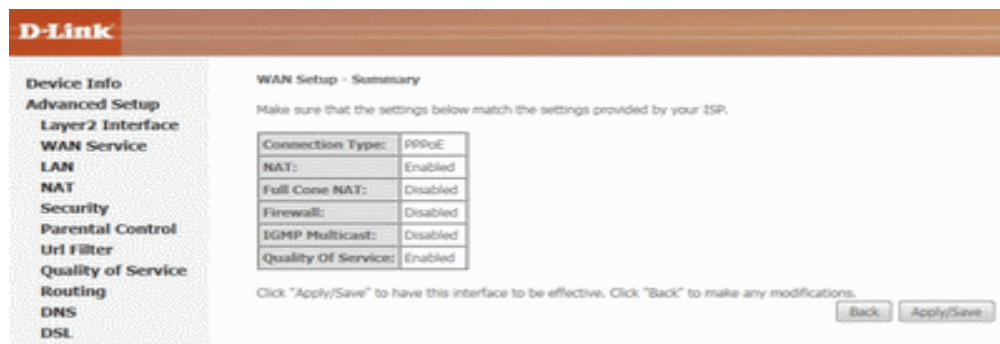 D-Link
Device Info
Advanced Setup
Layer2 Interface
WAN Service
LAN
NAT
Security
Parental Control
Url Filter
Quality of Service
Routing
DNS
DSL
WAN Setup - Summary
Make sure that the settings below match the settings provided by your ISP.
Connection Type: PPPoE
NAT: Enabled
Full Cone NAT: Disabled
Firewall: Disabled
IGMP Multicast: Disabled
Quality Of Service: Enabled
Click "Apply/Save" to have this interface to be effective. Click "Back" to make any modifications.
Back Apply/Save